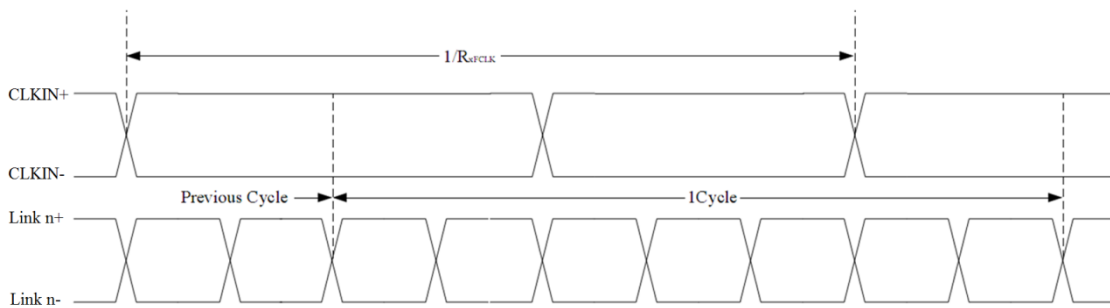 1/RxFCLK
CLKIN+
CLKIN-
Previous Cycle
1Cycle
Link n+
Link n-